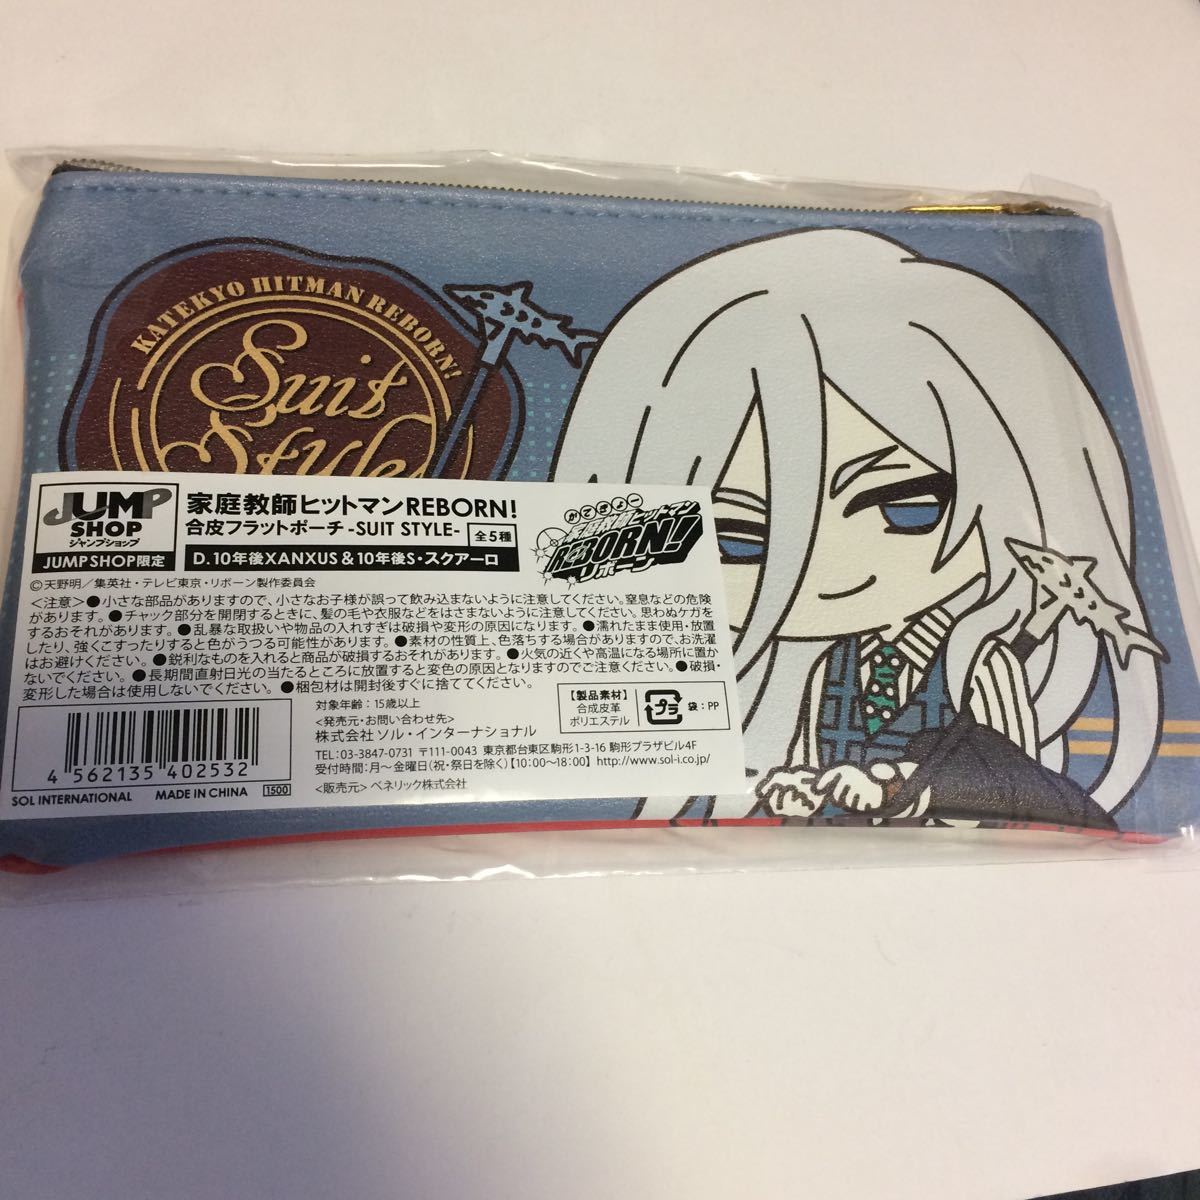 KATEKYO HITMAN REBORN!
Suit
Style
JUMP
SHOP
ジャンプショップ
JUMP SHOP限定
家庭教師ヒットマンREBORN!
合皮フラットポーチ-SUIT STYLE- 全5種
D. 10年後XANXUS & 10年後S・スクアーロ
かてきょー
家庭教師ヒットマン
REBORN!
リボーン
©天野明/集英社・テレビ東京・リボーン製作委員会
<注意>●小さな部品がありますので、小さなお子様が誤って飲み込まないように注意してください。窒息などの危険
があります。●チャック部分を開閉するときに、髪の毛や衣服などをはさまないように注意してください。思わぬケガを
するおそれがあります。●乱暴な取扱いや物品の入れすぎは破損や変形の原因になります。●濡れたまま使用・放置
したり、強くこすったりすると色がうつる可能性があります。●素材の性質上、色落ちする場合がありますので、お洗濯
はお避けください。●鋭利なものを入れると商品が破損するおそれがあります。●火気の近くや高温になる場所に置か
ないでください。●長期間直射日光の当たるところに放置すると変色の原因となりますのでご注意ください。●破損・
変形した場合は使用しないでください。●梱包材は開封後すぐに捨ててください。
対象年齢:15歳以上
<発売元・お問い合わせ先>
株式会社 ソル・インターナショナル
【製品素材】
合成皮革
ポリエステル
プラ
袋:PP
TEL:03-3847-0731 〒111-0043 東京都台東区駒形1-3-16 駒形プラザビル4F
受付時間:月〜金曜日(祝・祭日を除く)【10:00〜18:00】 http://www.sol-i.co.jp/
<販売元> ベネリック株式会社
4 562135 402532
SOL INTERNATIONAL MADE IN CHINA 1500